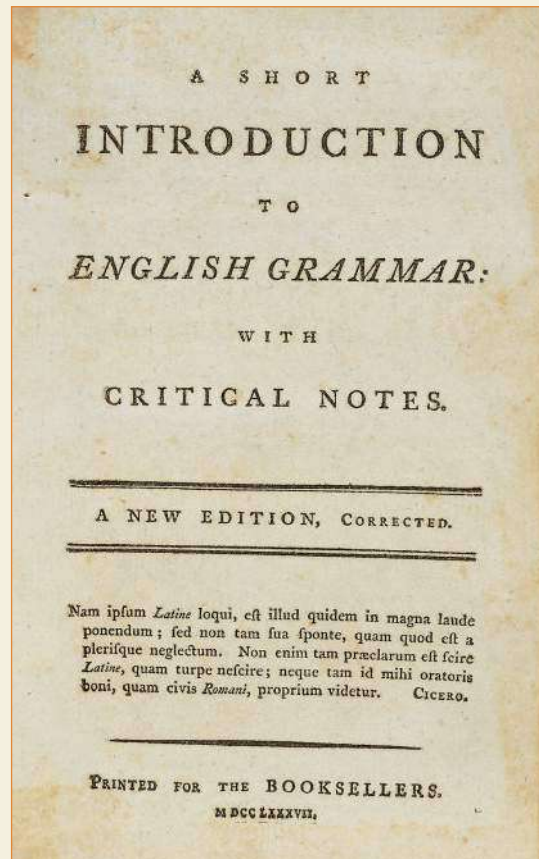 A SHORT
INTRODUCTION
TO
ENGLISH GRAMMAR:
WITH
CRITICAL NOTES.
A NEW EDITION, CORRECTED.
Nam ipſum Latine loqui, eſt illud quidem in magna laude
ponendum; ſed non tam ſua ſponte, quam quod eſt a
pleriſque neglectum. Non enim tam præclarum eſt ſcire
Latine, quam turpe neſcire; neque tam id mihi oratoris
boni, quam civis Romani, proprium videtur. CICERO.
PRINTED FOR THE BOOKSELLERS.
M DCC LXXXVII.